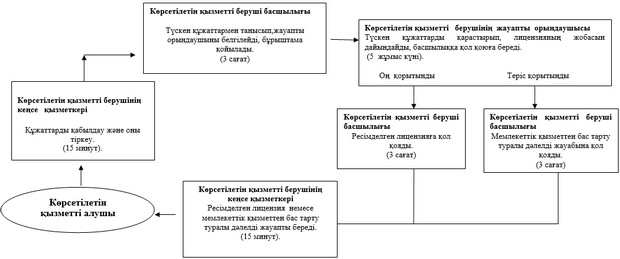 Көрсетілетін қызметті беруші басшылығы
Түскен құжаттармен танысып,жауапты
орындаушыны белгілейді, бұрыштама
қойылады.
(3 сағат)
Көрсетілетін қызметті берушінің жауапты орындаушысы
Түскен құжаттарды қарастырып, лицензияның жобасын
дайындайды, басшылыққа қол қоюға береді.
(5 жұмыс күні).
Оң қорытынды Теріс қорытынды
Көрсетілетін қызметті берушінің
кеңсе қызметкері
Құжаттарды қабылдау және оны
тіркеу.
(15 минут).
Көрсетілетін қызметті беруші
басшылығы
Ресімделген лицензияға қол
қояды.
(3 сағат)
Көрсетілетін қызметті беруші
басшылығы
Мемлекеттік қызметтен бас тарту
туралы дәлелді жауабына қол
қояды.
(3 сағат)
Көрсетілетін қызметті берушінің
кеңсе қызметкері
Ресімделген лицензия немесе
мемлекеттік қызметтен бас тарту
туралы дәлелді жауапты береді.
(15 минут).
Көрсетілетін
қызметті алушы